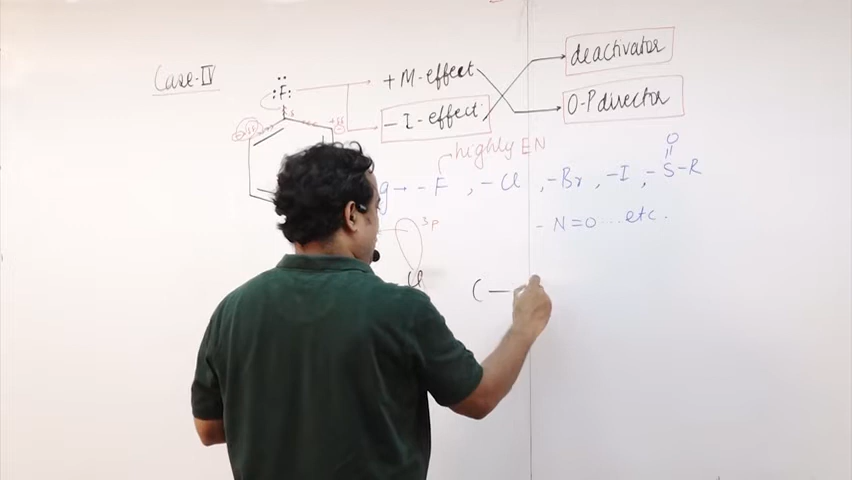 Case-IV
:F:
+M-effect
deactivator
-I-effect
O-P director
highly EN
g → -F, -Cl, -Br, -I, -S-R
O
-N=O...etc.
3p
Cl
C—